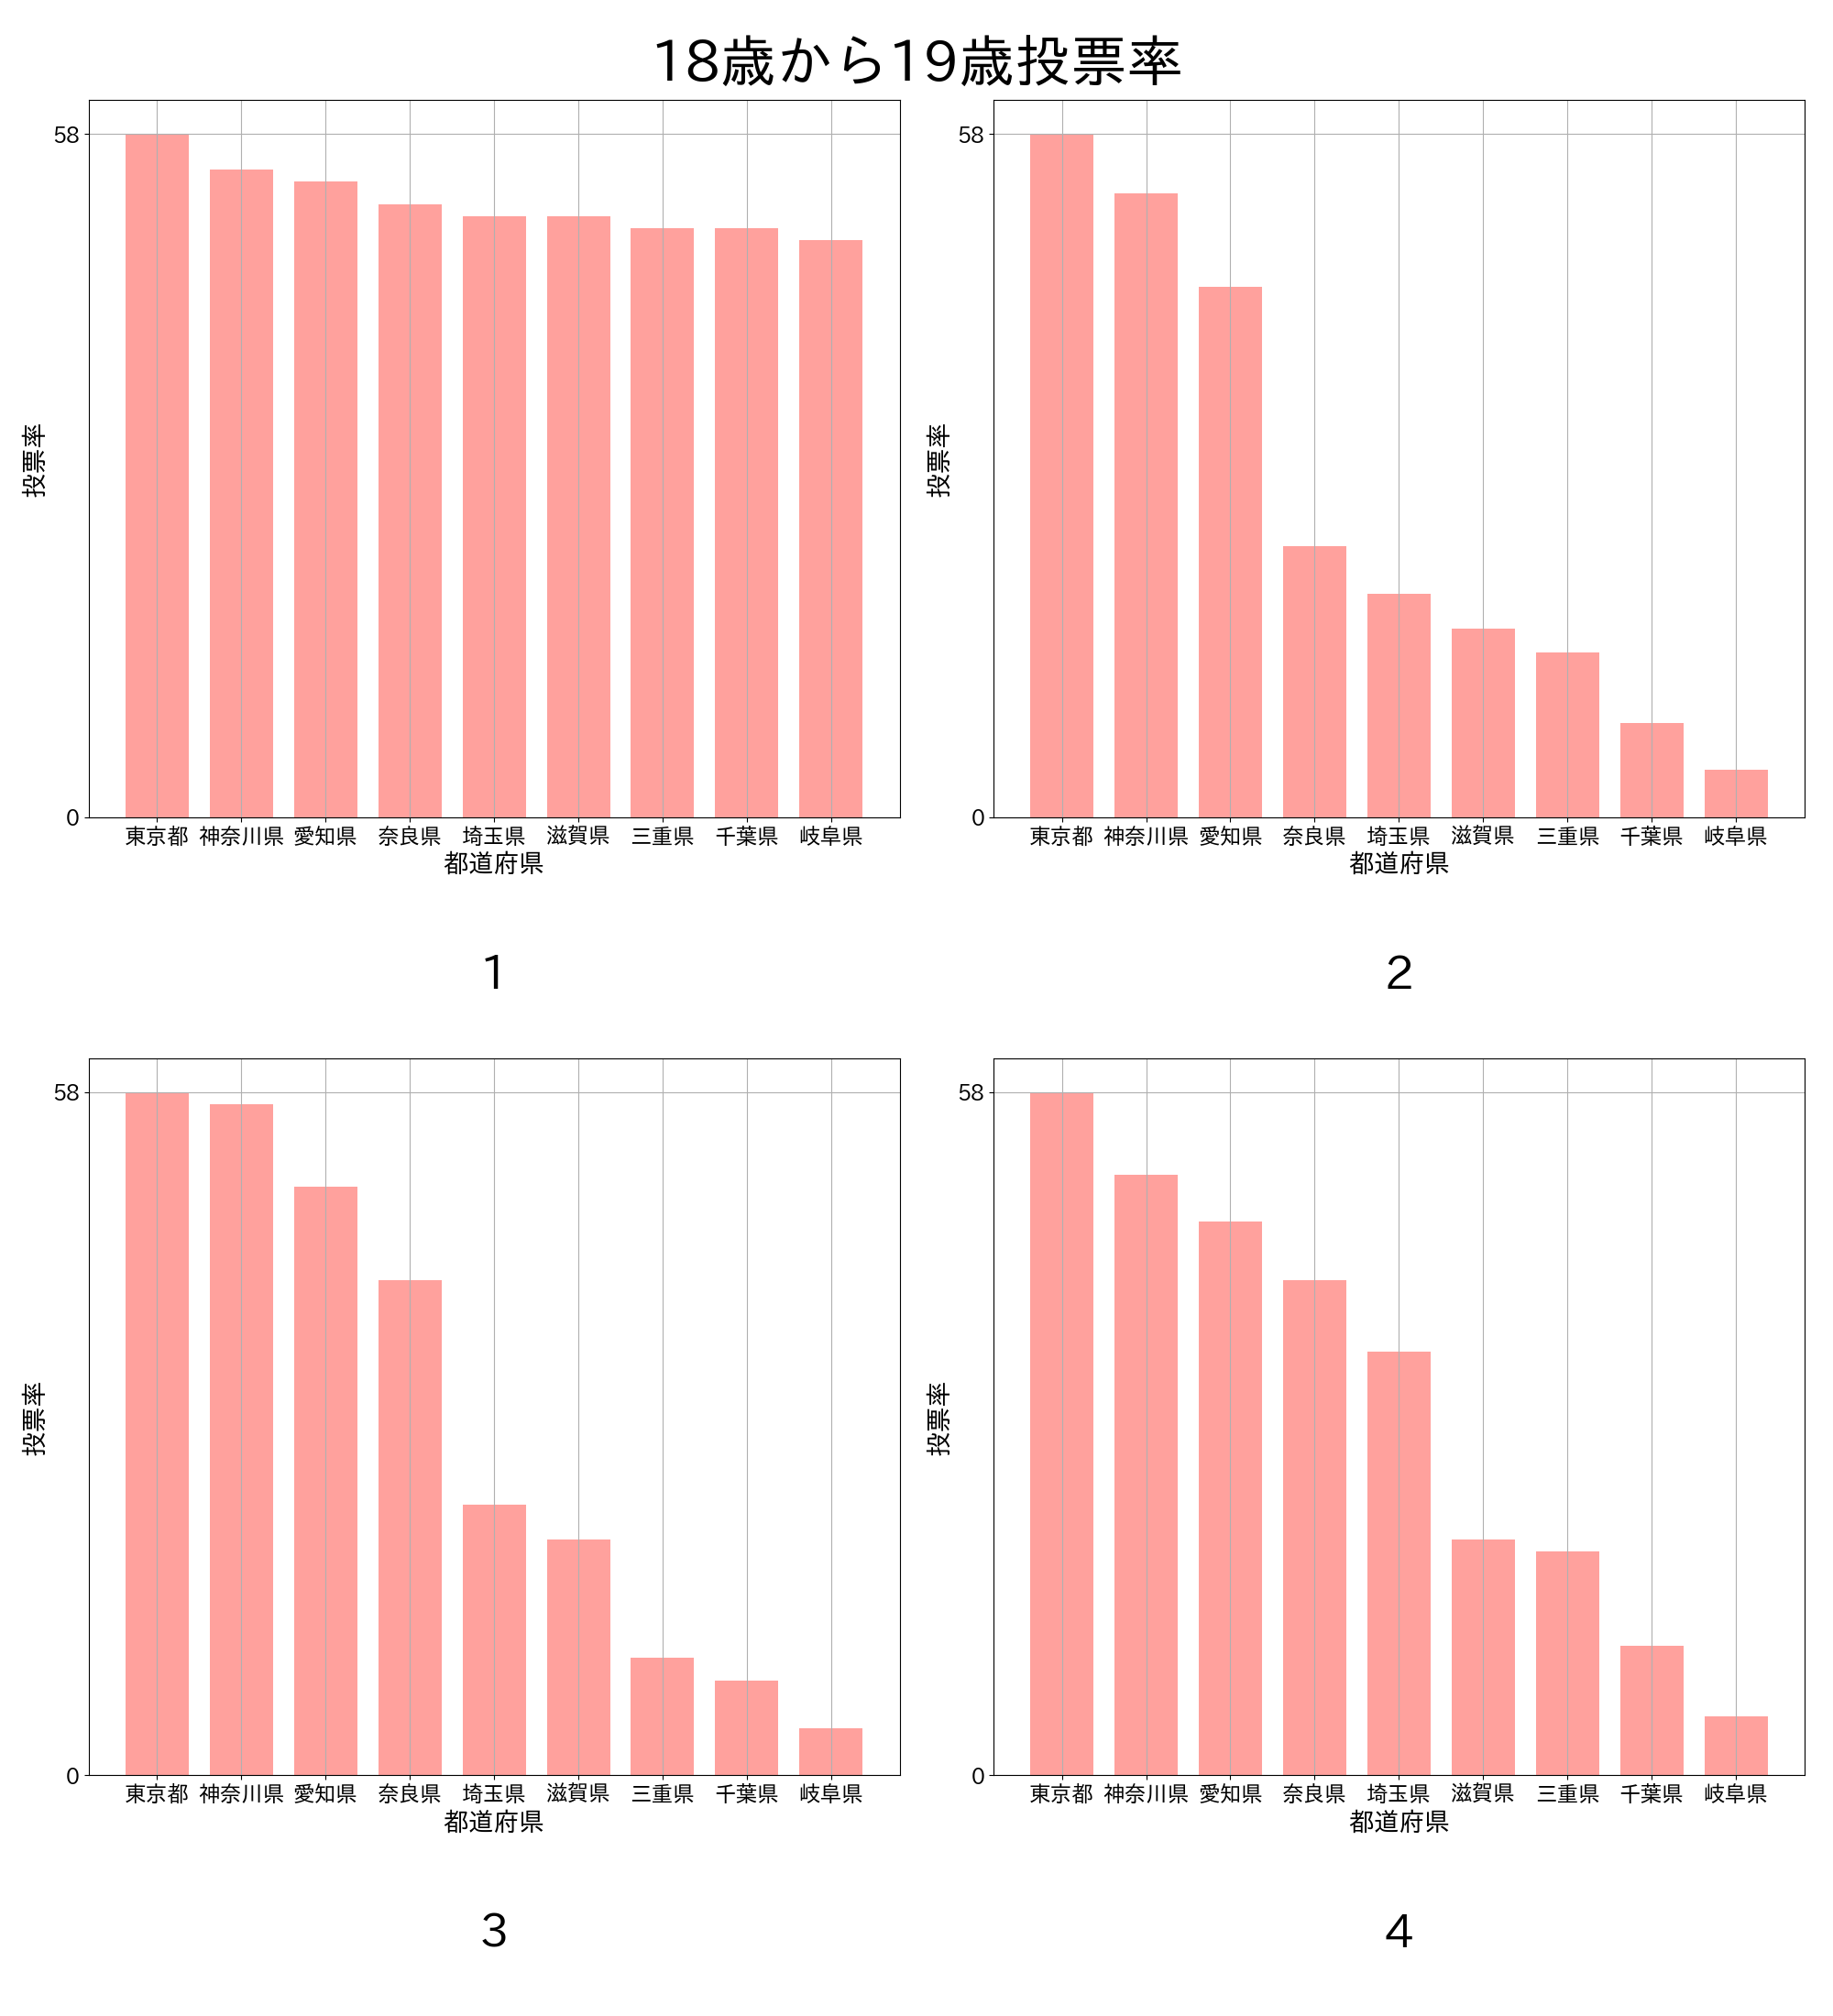 18歳から19歳投票率
58
0
投票率
東京都 神奈川県 愛知県 奈良県 埼玉県 滋賀県 三重県 千葉県 岐阜県
都道府県
1
58
0
投票率
東京都 神奈川県 愛知県 奈良県 埼玉県 滋賀県 三重県 千葉県 岐阜県
都道府県
2
58
0
投票率
東京都 神奈川県 愛知県 奈良県 埼玉県 滋賀県 三重県 千葉県 岐阜県
都道府県
3
58
0
投票率
東京都 神奈川県 愛知県 奈良県 埼玉県 滋賀県 三重県 千葉県 岐阜県
都道府県
4